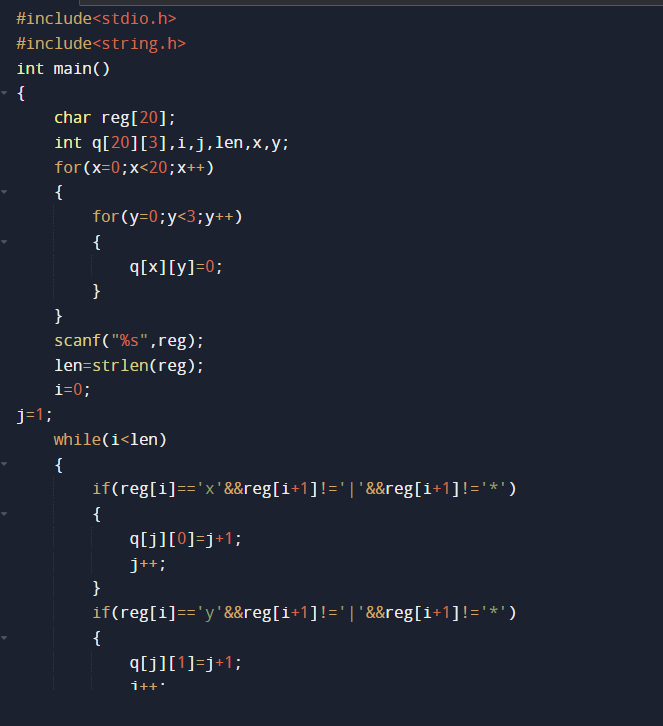 #include<stdio.h>
#include<string.h>
int main()
{
    char reg[20];
    int q[20][3],i,j,len,x,y;
    for(x=0;x<20;x++)
    {
        for(y=0;y<3;y++)
        {
            q[x][y]=0;
        }
    }
    scanf("%s",reg);
    len=strlen(reg);
    i=0;
j=1;
    while(i<len)
    {
        if(reg[i]=='x'&&reg[i+1]!='|'&&reg[i+1]!='*')
        {
            q[j][0]=j+1;
            j++;
        }
        if(reg[i]=='y'&&reg[i+1]!='|'&&reg[i+1]!='*')
        {
            q[j][1]=j+1;
            j++;